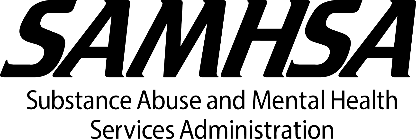 SAMHSA
Substance Abuse and Mental Health
Services Administration